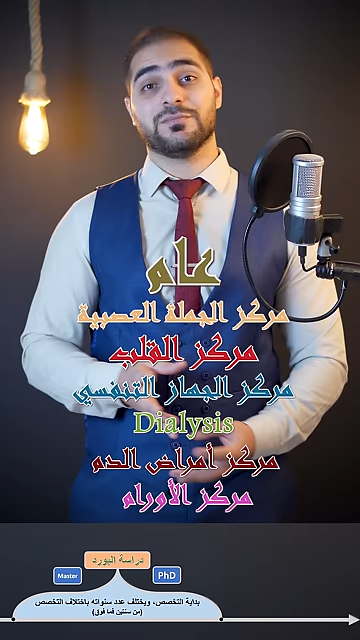 عام
مركز الجملة العصبية
مركز القلب
مركز الجهاز التنفسي
Dialysis
مركز أمراض الدم
مركز الأورام
دراسة البورد
Master
PhD
بداية التخصص، ويختلف عدد سنواته باختلاف التخصص
(من سنتين فما فوق)